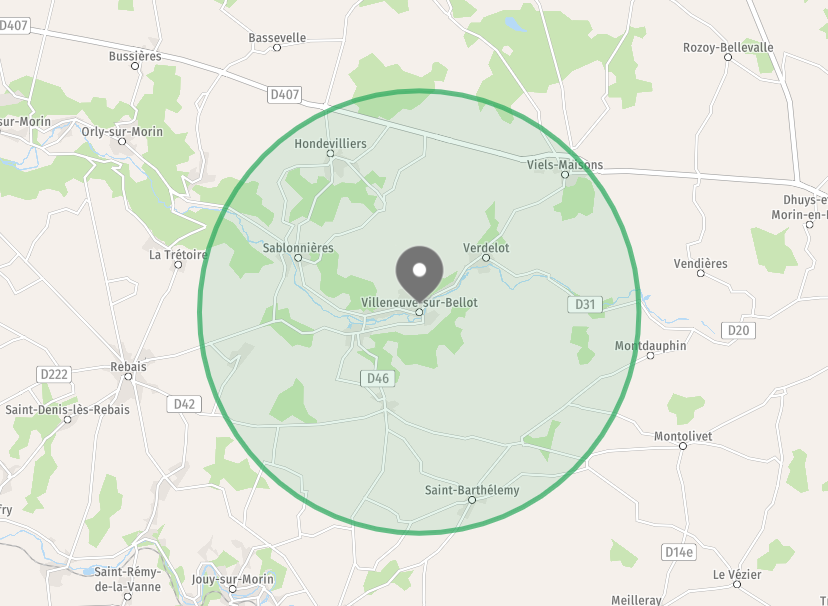 D407
Bassevelle
Bussières
Rozoy-Bellevalle
D407
sur-Morin
Orly-sur-Morin
Hondevilliers
Viels-Maisons
Dhuys-e
Morin-en-
La Trétoire
Sablonnières
Verdelot
Vendières
Villeneuve-sur-Bellot
D31
D20
Montdauphin
Rebais
D222
D46
D42
Saint-Denis-lès-Rebais
Montolivet
Saint-Barthélemy
fry
D14e
Saint-Rémy-
de-la-Vanne
Jouy-sur-Morin
Le Vézier
Meilleray